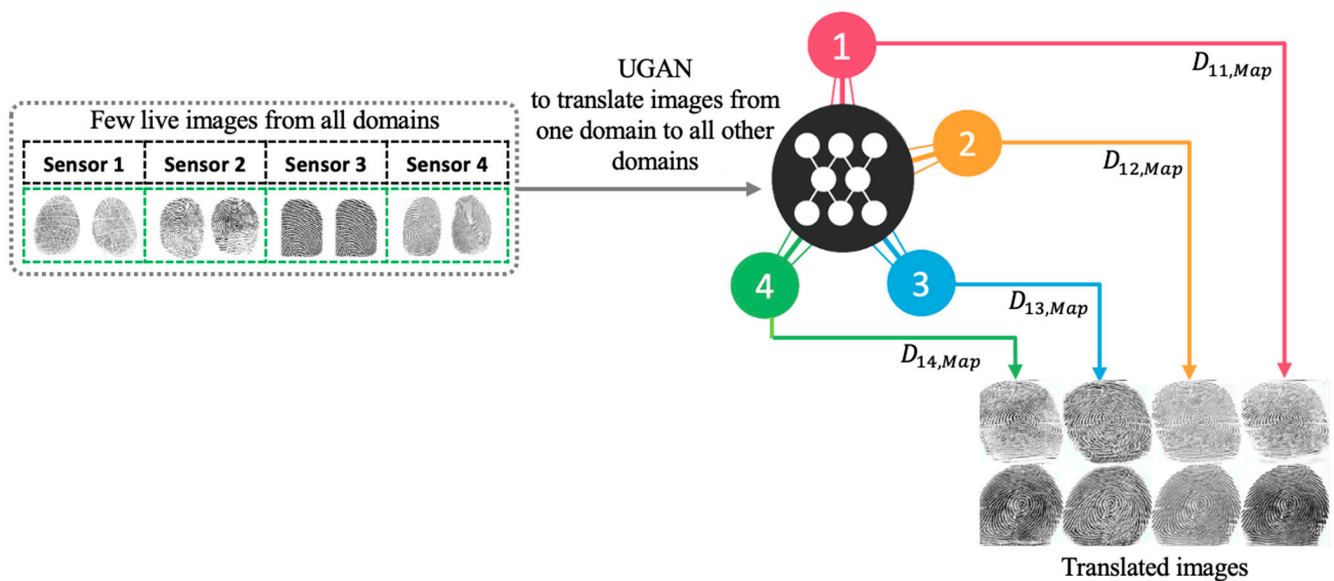 Few live images from all domains
Sensor 1 Sensor 2 Sensor 3 Sensor 4
UGAN
to translate images from
one domain to all other
domains
1
2
3
4
D11,Map
D12,Map
D13,Map
D14,Map
Translated images